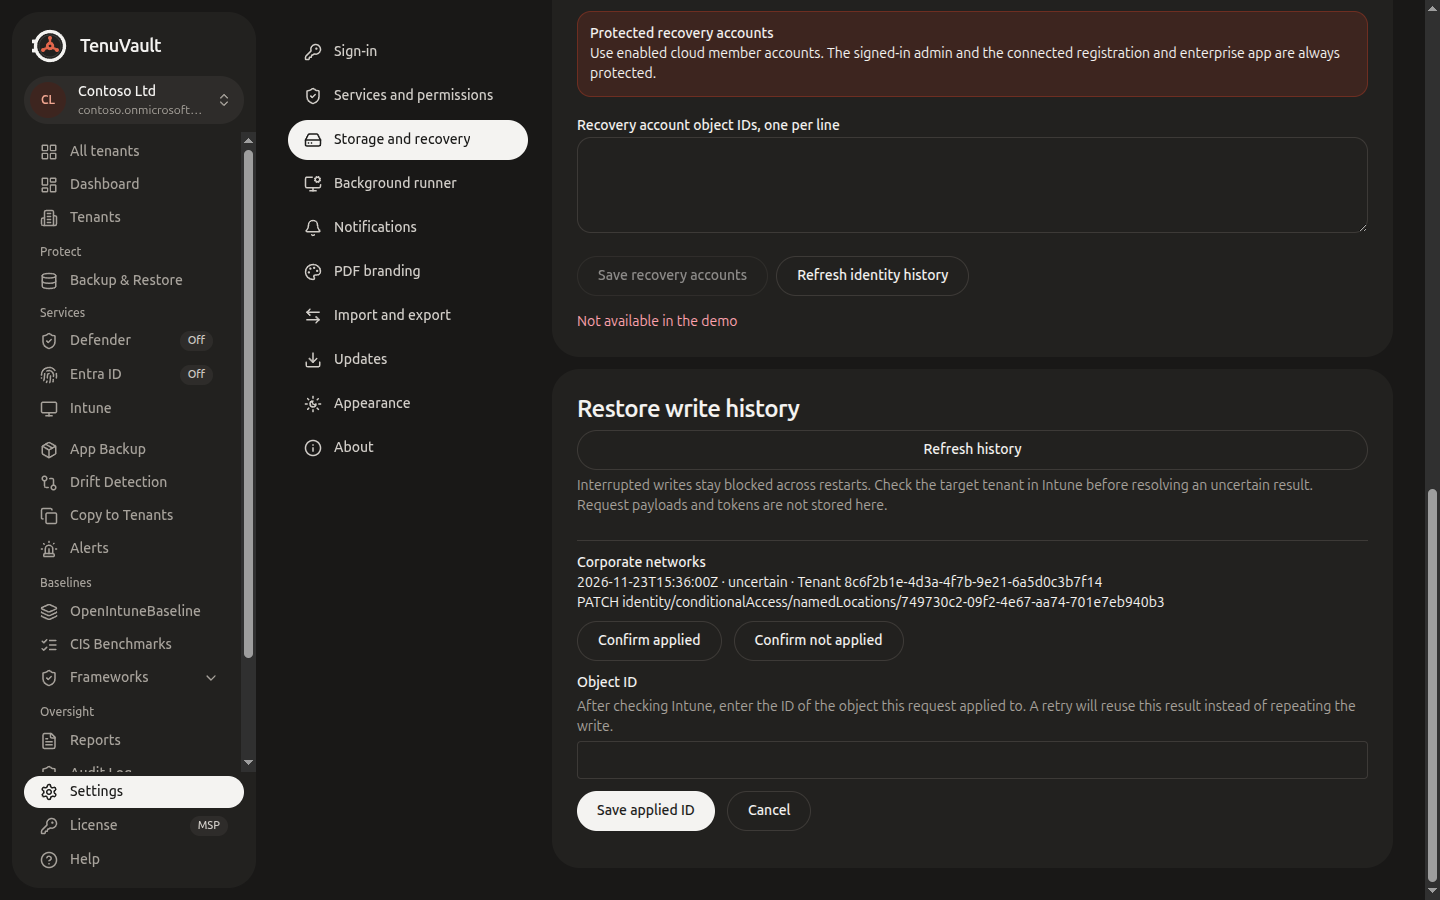 TenuVault
CL
Contoso Ltd
contoso.onmicrosoft...
All tenants
Dashboard
Tenants
Protect
Backup & Restore
Services
Defender
Off
Entra ID
Off
Intune
App Backup
Drift Detection
Copy to Tenants
Alerts
Baselines
OpenIntuneBaseline
CIS Benchmarks
Frameworks
Oversight
Reports
Audit Log
Settings
License
MSP
Help
Sign-in
Services and permissions
Storage and recovery
Background runner
Notifications
PDF branding
Import and export
Updates
Appearance
About
Protected recovery accounts
Use enabled cloud member accounts. The signed-in admin and the connected registration and enterprise app are always
protected.
Recovery account object IDs, one per line
Save recovery accounts
Refresh identity history
Not available in the demo
Restore write history
Refresh history
Interrupted writes stay blocked across restarts. Check the target tenant in Intune before resolving an uncertain result.
Request payloads and tokens are not stored here.
Corporate networks
2026-11-23T15:36:00Z · uncertain · Tenant 8c6f2b1e-4d3a-4f7b-9e21-6a5d0c3b7f14
PATCH identity/conditionalAccess/namedLocations/749730c2-09f2-4e67-aa74-701e7eb940b3
Confirm applied
Confirm not applied
Object ID
After checking Intune, enter the ID of the object this request applied to. A retry will reuse this result instead of repeating the
write.
Save applied ID
Cancel